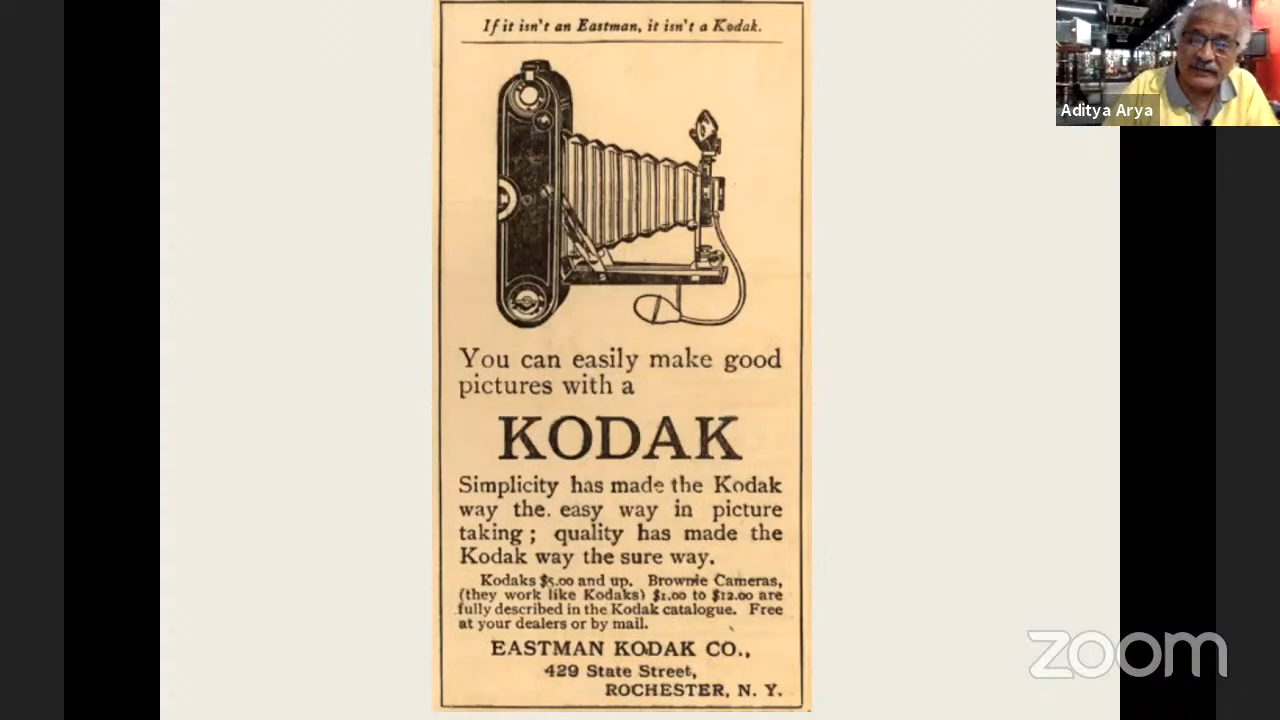 If it isn't an Eastman, it isn't a Kodak.
You can easily make good
pictures with a
KODAK
Simplicity has made the Kodak
way the. easy way in picture
taking; quality has made the
Kodak way the sure way.
Kodaks $5.00 and up. Brownie Cameras,
(they work like Kodaks) $1.00 to $12.00 are
fully described in the Kodak catalogue. Free
at your dealers or by mail.
EASTMAN KODAK CO.,
429 State Street,
ROCHESTER, N. Y.
Aditya Arya
zoom